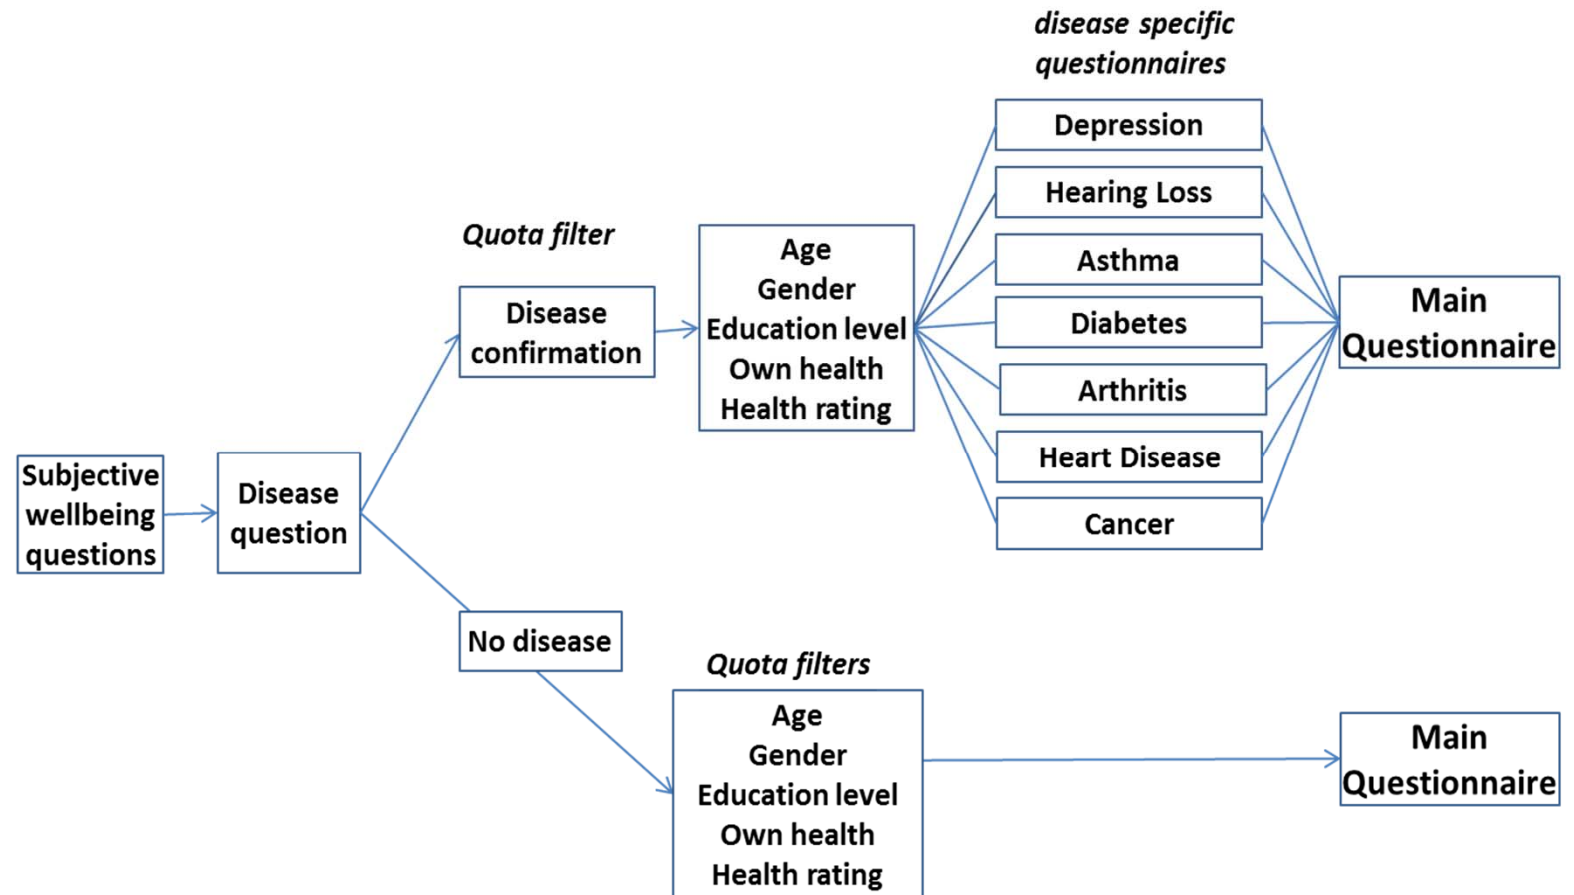 disease specific
questionnaires
Depression
Hearing Loss
Asthma
Diabetes
Arthritis
Heart Disease
Cancer
Quota filter
Disease
confirmation
Age
Gender
Education level
Own health
Health rating
Main
Questionnaire
Subjective
wellbeing
questions
Disease
question
No disease
Quota filters
Age
Gender
Education level
Own health
Health rating
Main
Questionnaire